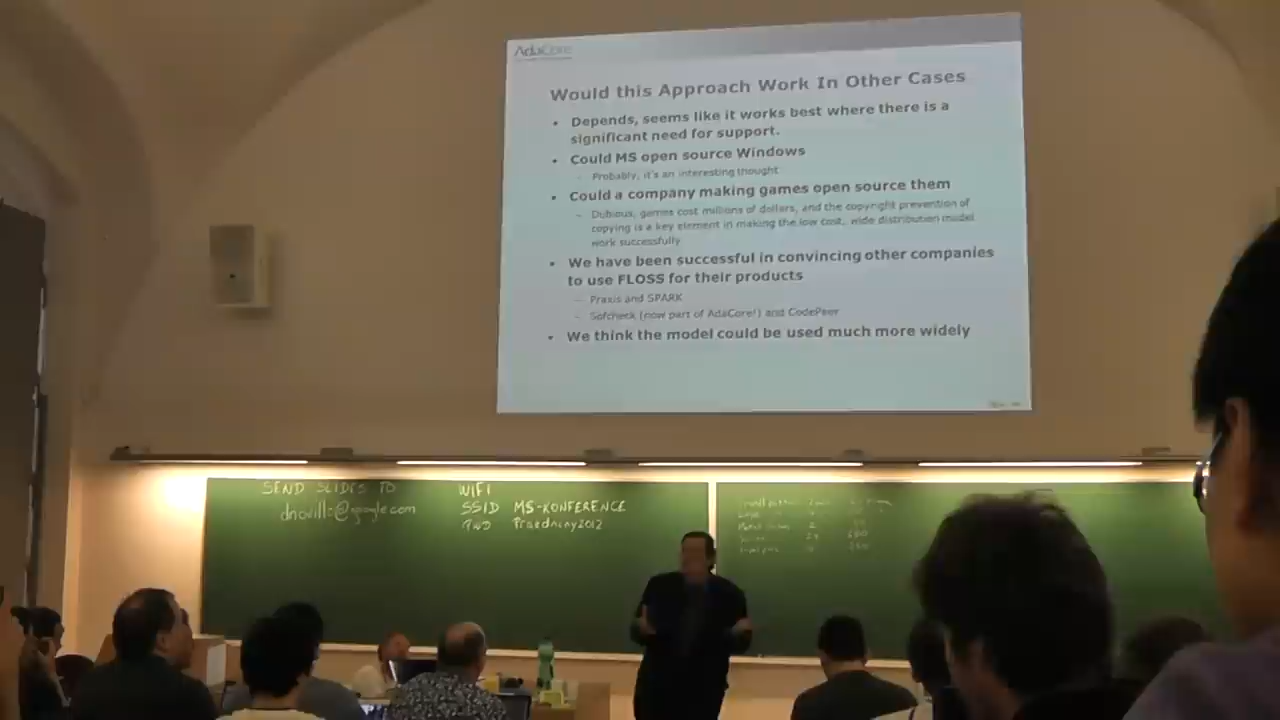 AdaCore
Would this Approach Work In Other Cases
• Depends, seems like it works best where there is a
significant need for support.
• Could MS open source Windows
– Probably, it's an interesting thought
• Could a company making games open source them
– Dubious, games cost millions of dollars, and the copyright prevention of
copying is a key element in making the low cost, wide distribution model
work successfully
• We have been successful in convincing other companies
to use FLOSS for their products
– Praxis and SPARK
– Sofcheck (now part of AdaCore!) and CodePeer
• We think the model could be used much more widely
SEND SLIDES TO
dnovillo@google.com
WIFI
SSID MS-KONFERENCE
PWD